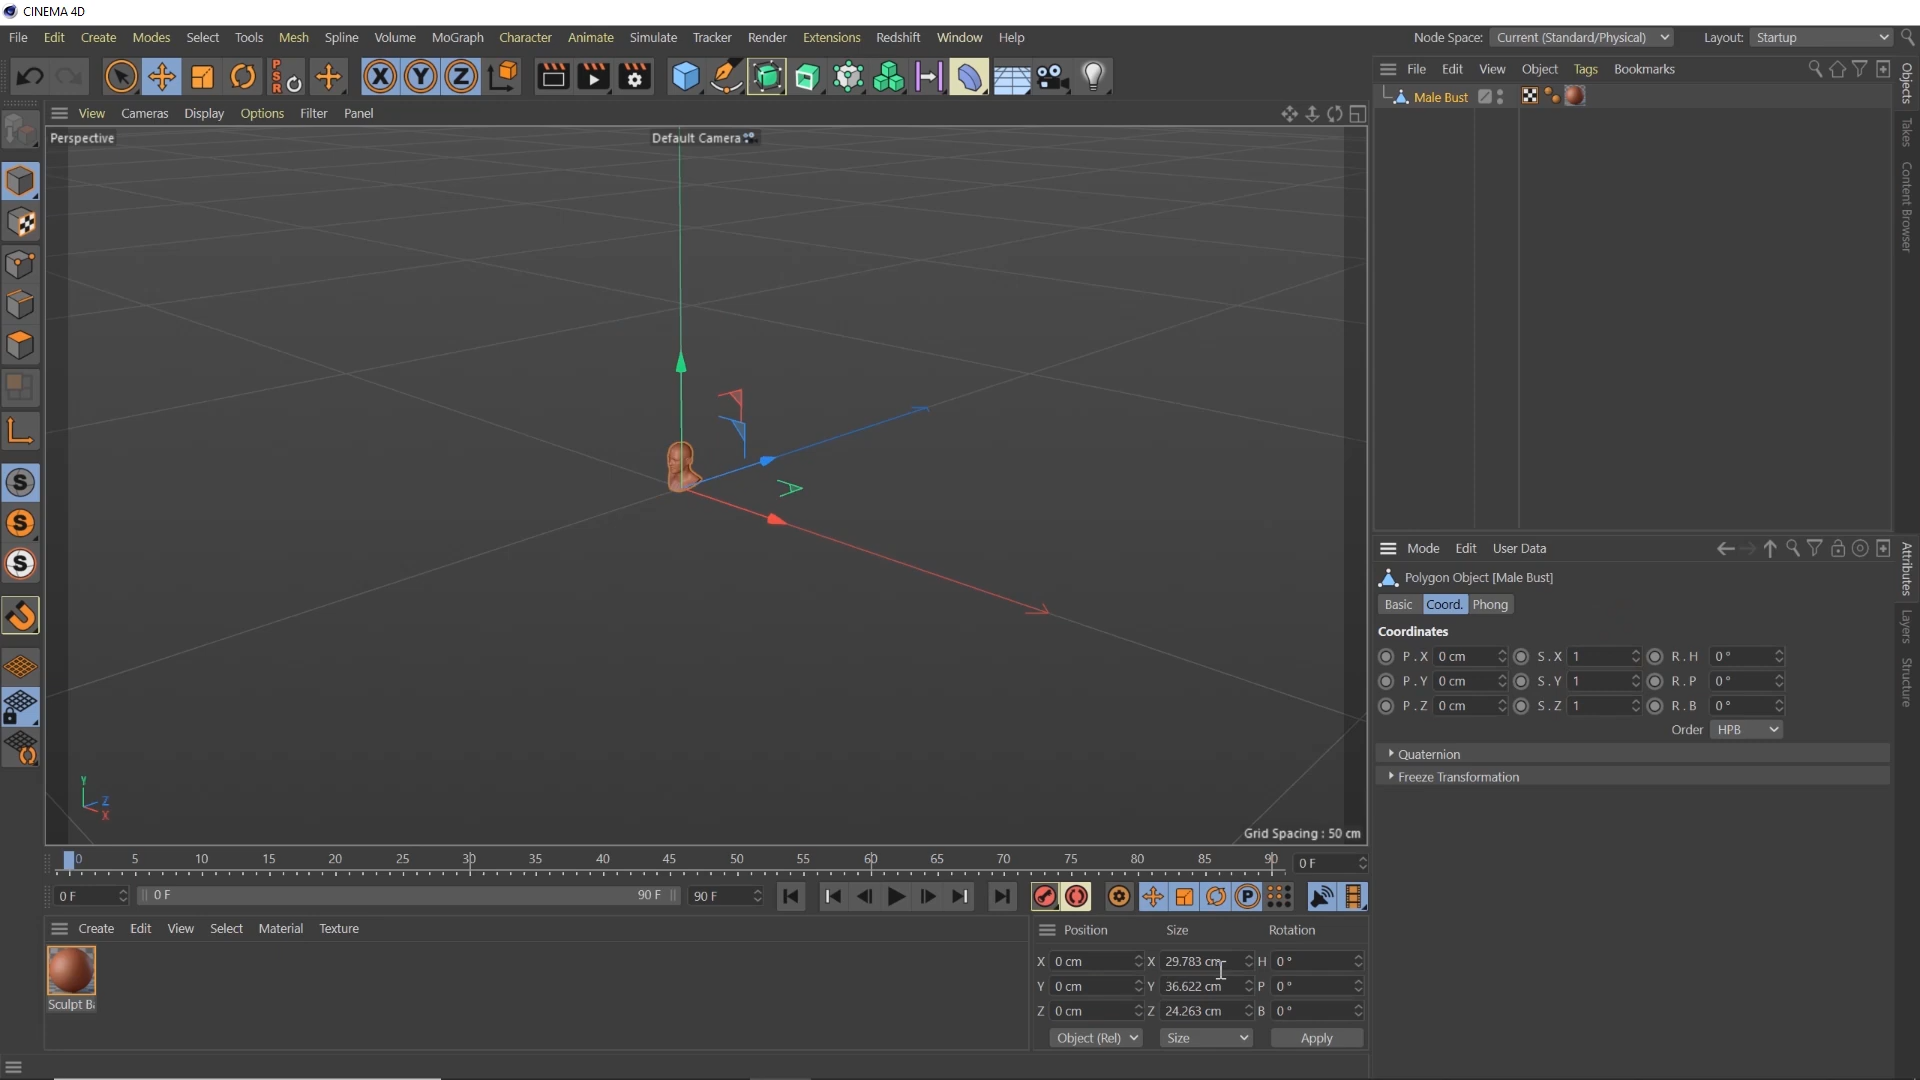 CINEMA 4D
File Edit Create Modes Select Tools Mesh Spline Volume MoGraph Character Animate Simulate Tracker Render Extensions Redshift Window Help Node Space: Current (Standard/Physical) Layout: Startup
P S R X Y Z
File Edit View Object Tags Bookmarks
Male Bust
View Cameras Display Options Filter Panel
Perspective Default Camera
Objects
Takes
Content Browser
S
S
S
Y
Z
X
Grid Spacing : 50 cm
Mode Edit User Data
Polygon Object [Male Bust]
Basic Coord. Phong
Coordinates
P . X 0 cm S . X 1 R . H 0 °
P . Y 0 cm S . Y 1 R . P 0 °
P . Z 0 cm S . Z 1 R . B 0 °
Order HPB
Quaternion
Freeze Transformation
Attributes
Layers
Structure
0 5 10 15 20 25 30 35 40 45 50 55 60 65 70 75 80 85 90 0 F
0 F 0 F 90 F 90 F P
Create Edit View Select Material Texture
Sculpt Ba
Position Size Rotation
X 0 cm X 29.783 cm H 0 °
Y 0 cm Y 36.622 cm P 0 °
Z 0 cm Z 24.263 cm B 0 °
Object (Rel) Size Apply